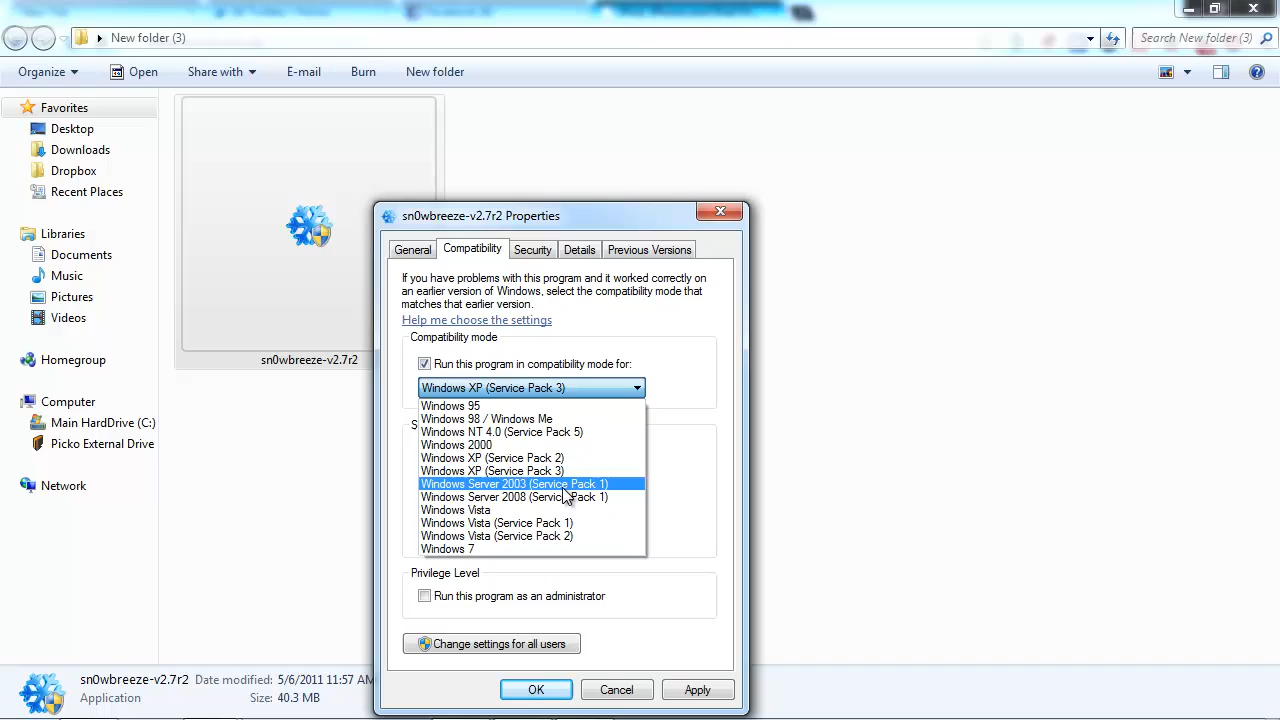 New folder (3)
Search New folder (3)
Organize
Open
Share with
E-mail
Burn
New folder
Favorites
Desktop
Downloads
Dropbox
Recent Places
Libraries
Documents
Music
Pictures
Videos
Homegroup
Computer
Main HardDrive (C:)
Picko External Drive
Network
sn0wbreeze-v2.7r2
sn0wbreeze-v2.7r2 Properties
General
Compatibility
Security
Details
Previous Versions
If you have problems with this program and it worked correctly on
an earlier version of Windows, select the compatibility mode that
matches that earlier version.
Help me choose the settings
Compatibility mode
Run this program in compatibility mode for:
Windows XP (Service Pack 3)
Windows 95
Windows 98 / Windows Me
Windows NT 4.0 (Service Pack 5)
Windows 2000
Windows XP (Service Pack 2)
Windows XP (Service Pack 3)
Windows Server 2003 (Service Pack 1)
Windows Server 2008 (Service Pack 1)
Windows Vista
Windows Vista (Service Pack 1)
Windows Vista (Service Pack 2)
Windows 7
S
Privilege Level
Run this program as an administrator
Change settings for all users
OK
Cancel
Apply
sn0wbreeze-v2.7r2
Date modified: 5/6/2011 11:57 AM
Application
Size: 40.3 MB